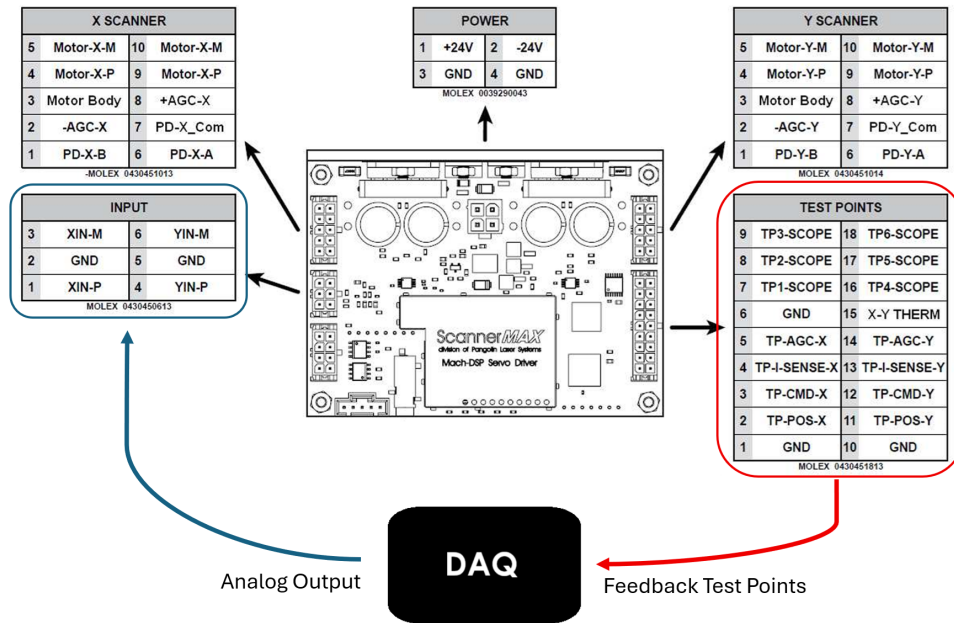 X SCANNER
5 Motor-X-M 10 Motor-X-M
4 Motor-X-P 9 Motor-X-P
3 Motor Body 8 +AGC-X
2 -AGC-X 7 PD-X_Com
1 PD-X-B 6 PD-X-A
-MOLEX 0430451013
POWER
1 +24V 2 -24V
3 GND 4 GND
MOLEX 0039290043
Y SCANNER
5 Motor-Y-M 10 Motor-Y-M
4 Motor-Y-P 9 Motor-Y-P
3 Motor Body 8 +AGC-Y
2 -AGC-Y 7 PD-Y_Com
1 PD-Y-B 6 PD-Y-A
MOLEX 0430451014
INPUT
3 XIN-M 6 YIN-M
2 GND 5 GND
1 XIN-P 4 YIN-P
MOLEX 0430450613
ScannerMAX
division of Pangolin Laser Systems
Mach-DSP Servo Driver
TEST POINTS
9 TP3-SCOPE 18 TP6-SCOPE
8 TP2-SCOPE 17 TP5-SCOPE
7 TP1-SCOPE 16 TP4-SCOPE
6 GND 15 X-Y THERM
5 TP-AGC-X 14 TP-AGC-Y
4 TP-I-SENSE-X 13 TP-I-SENSE-Y
3 TP-CMD-X 12 TP-CMD-Y
2 TP-POS-X 11 TP-POS-Y
1 GND 10 GND
MOLEX 0430451813
Analog Output
DAQ
Feedback Test Points